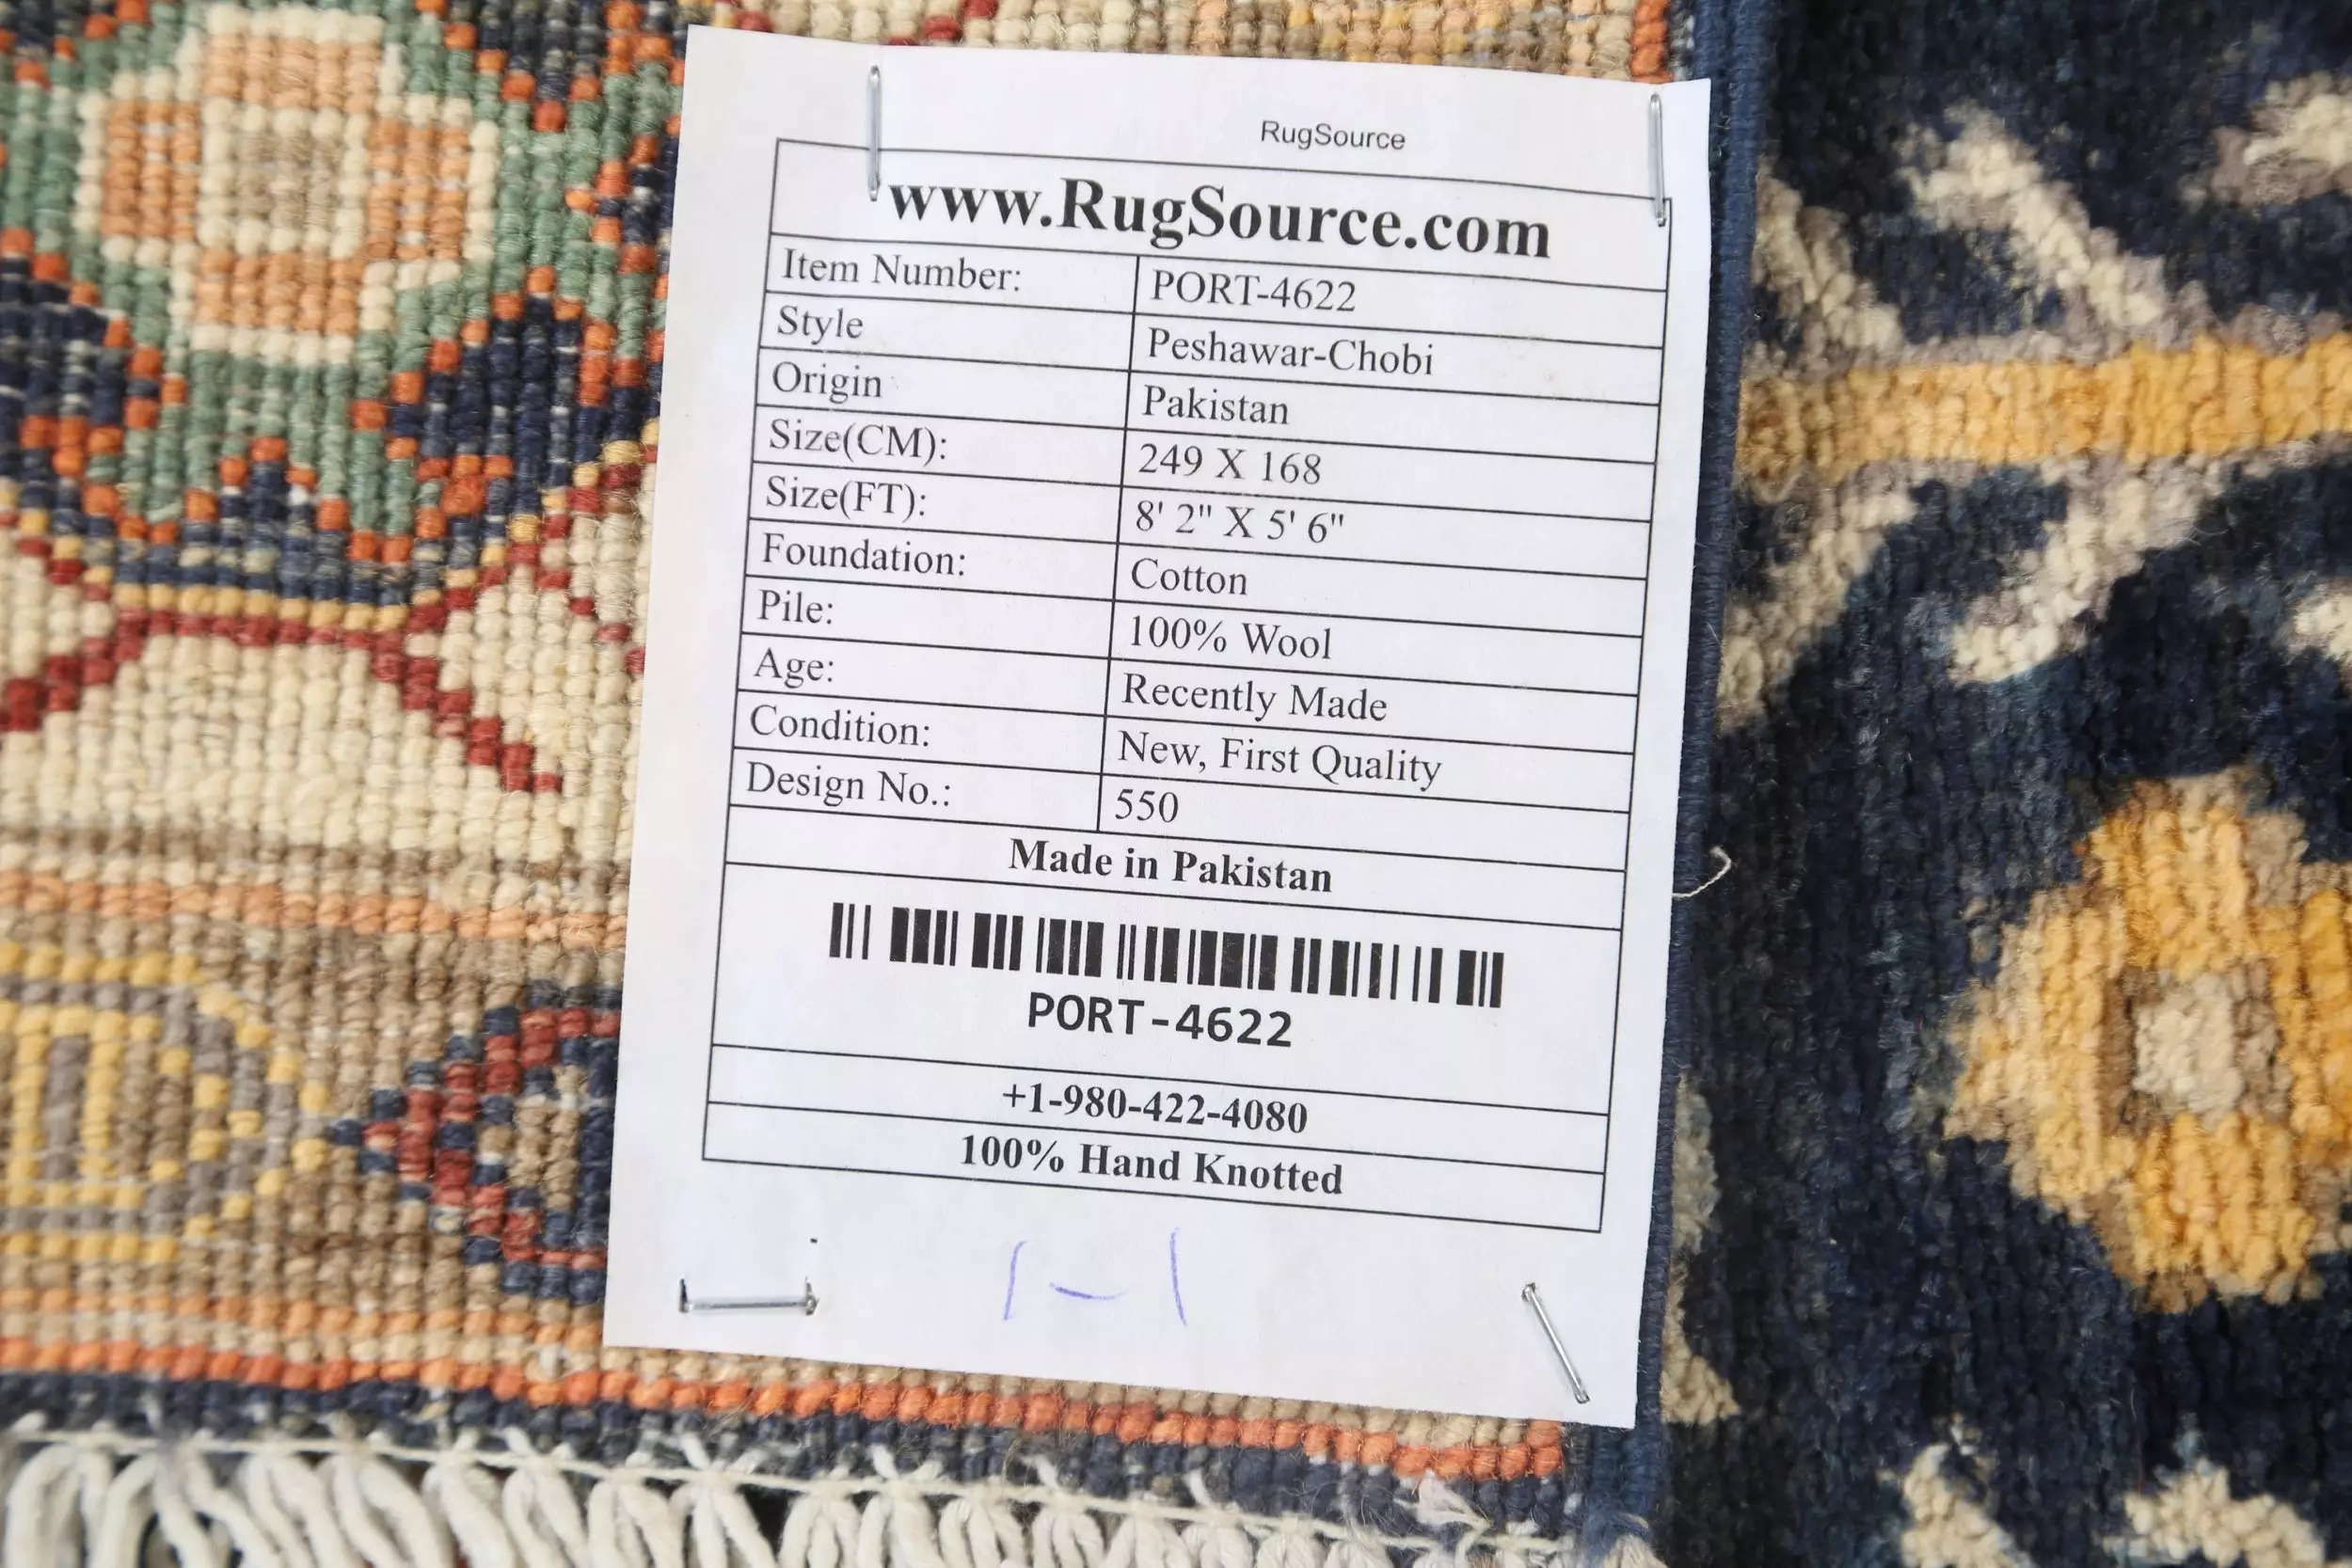 RugSource
www.RugSource.com
Item Number: PORT-4622
Style Peshawar-Chobi
Origin Pakistan
Size(CM): 249 X 168
Size(FT): 8' 2" X 5' 6"
Foundation: Cotton
Pile: 100% Wool
Age: Recently Made
Condition: New, First Quality
Design No.: 550
Made in Pakistan
PORT-4622
+1-980-422-4080
100% Hand Knotted
1-1